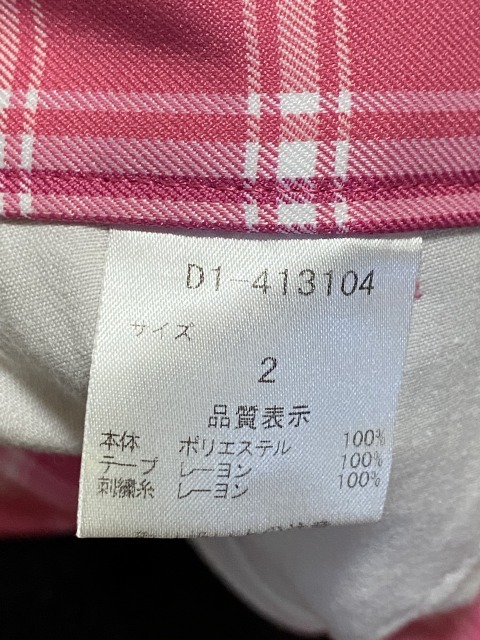 D1-413104
サイズ
2
品質表示
本体 ポリエステル 100%
テープ レーヨン 100%
刺繍糸 レーヨン 100%